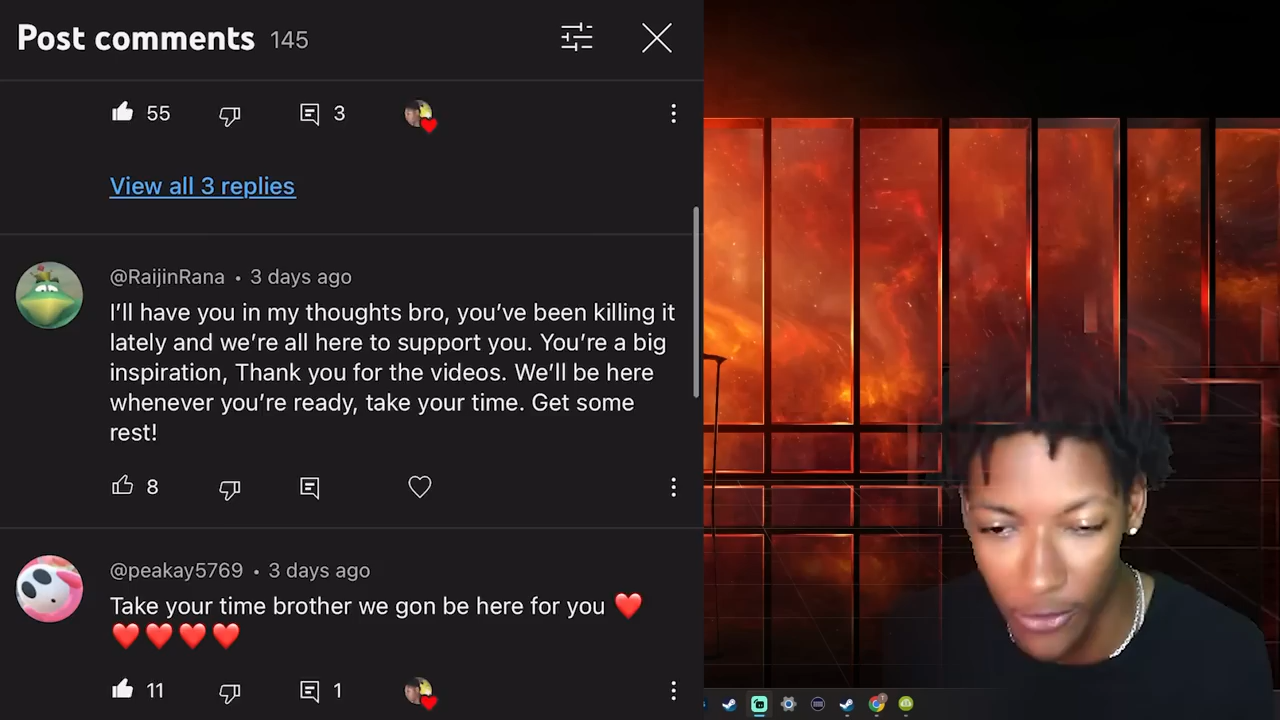 Post comments 145
55 3
View all 3 replies
@RaijinRana • 3 days ago
I’ll have you in my thoughts bro, you’ve been killing it
lately and we’re all here to support you. You’re a big
inspiration, Thank you for the videos. We’ll be here
whenever you’re ready, take your time. Get some
rest!
8
@peakay5769 • 3 days ago
Take your time brother we gon be here for you ❤️
❤️❤️❤️❤️
11 1